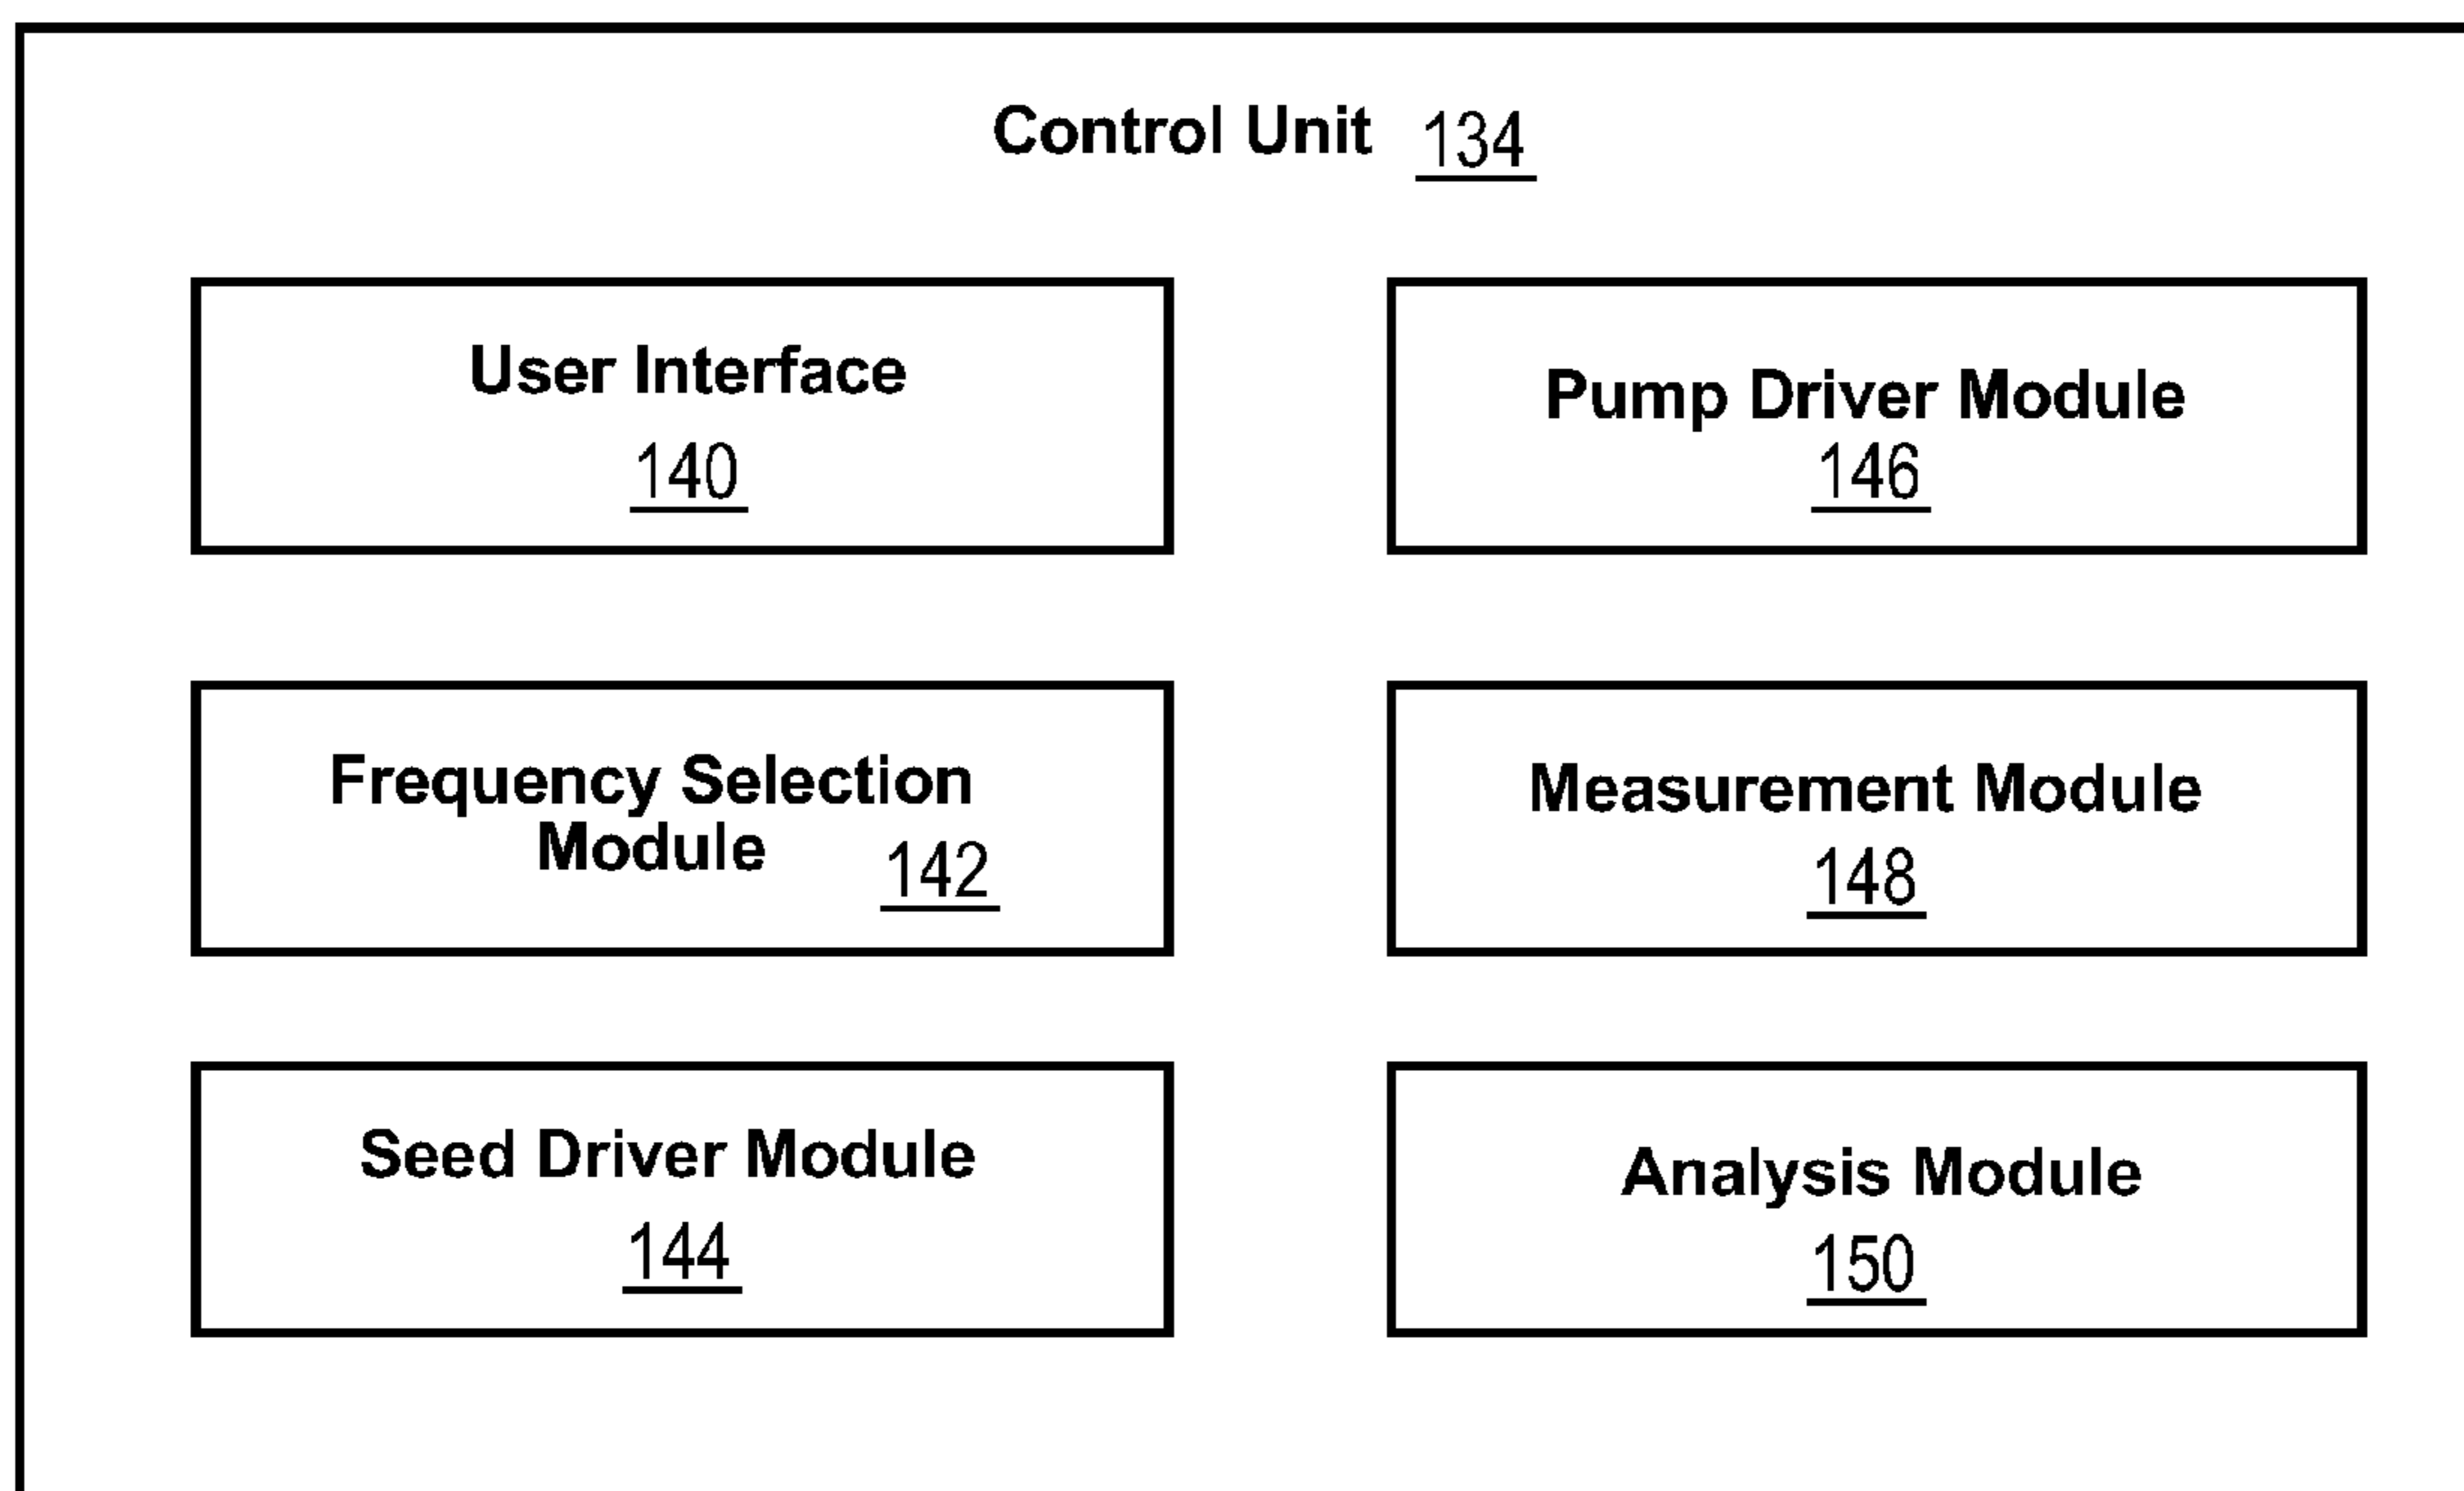 Control Unit 134
User Interface
140
Pump Driver Module
146
Frequency Selection
Module 142
Measurement Module
148
Seed Driver Module
144
Analysis Module
150